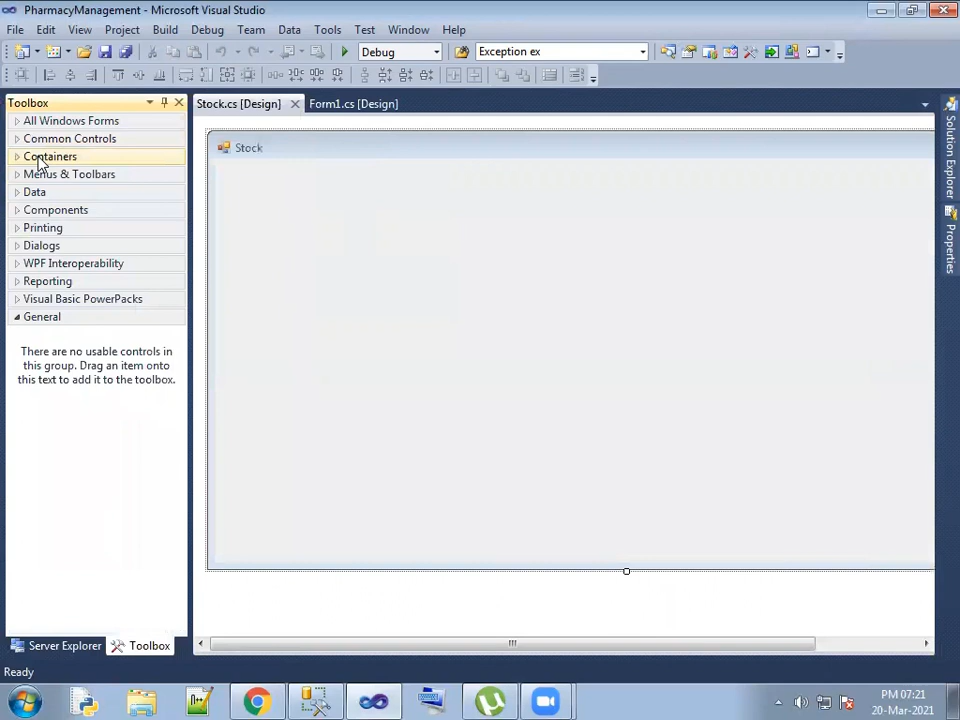 PharmacyManagement - Microsoft Visual Studio
File Edit View Project Build Debug Team Data Tools Test Window Help
Debug Exception ex
Toolbox
Stock.cs [Design] Form1.cs [Design]
All Windows Forms
Common Controls
Containers
Menus & Toolbars
Data
Components
Printing
Dialogs
WPF Interoperability
Reporting
Visual Basic PowerPacks
General
There are no usable controls in
this group. Drag an item onto
this text to add it to the toolbox.
Stock
Solution Explorer
Properties
Server Explorer Toolbox
Ready
PM 07:21
20-Mar-2021